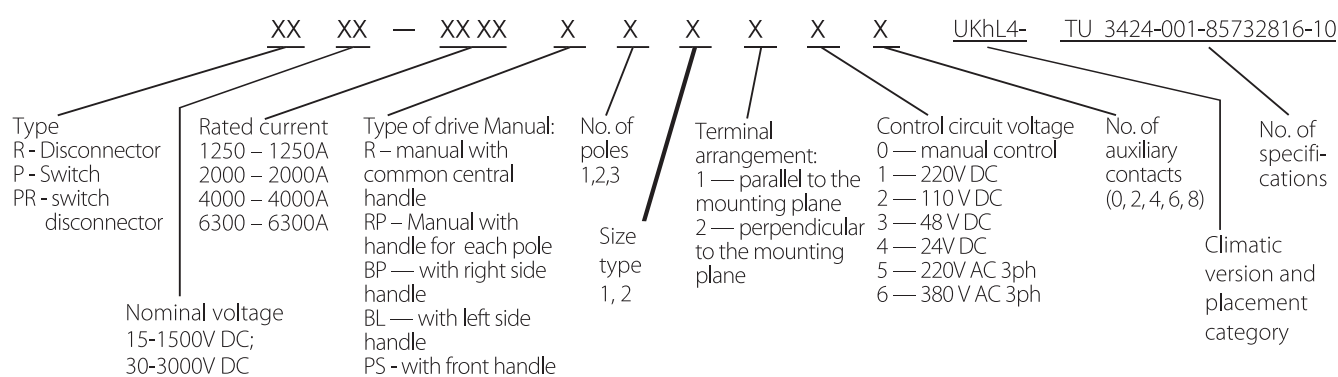 XX XX — XX XX X X X X X X UKhL4- TU 3424-001-85732816-10
Type
R - Disconnector
P - Switch
PR - switch
disconnector
Nominal voltage
15-1500V DC;
30-3000V DC
Rated current
1250 – 1250A
2000 – 2000A
4000 – 4000A
6300 – 6300A
Type of drive Manual:
R – manual with
common central
handle
RP – Manual with
handle for each pole
BP — with right side
handle
BL — with left side
handle
PS - with front handle
No. of
poles
1,2,3
Size
type
1, 2
Terminal
arrangement:
1 — parallel to the
mounting plane
2 — perpendicular
to the mounting
plane
Control circuit voltage
0 — manual control
1 — 220V DC
2 — 110 V DC
3 — 48 V DC
4 — 24V DC
5 — 220V AC 3ph
6 — 380 V AC 3ph
No. of
auxiliary
contacts
(0, 2, 4, 6, 8)
Climatic
version and
placement
category
No. of
specifi-
cations